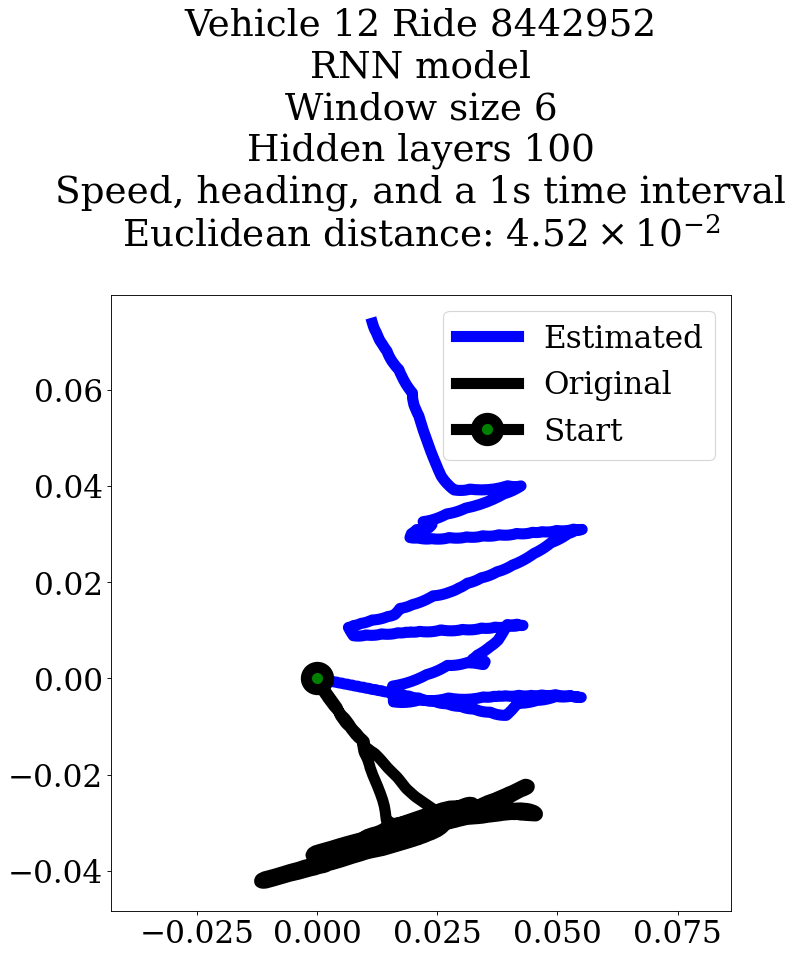 Vehicle 12 Ride 8442952
RNN model
Window size 6
Hidden layers 100
Speed, heading, and a 1s time interval
Euclidean distance: 4.52 × 10⁻²
Estimated
Original
Start
0.06
0.04
0.02
0.00
−0.02
−0.04
−0.025 0.000 0.025 0.050 0.075